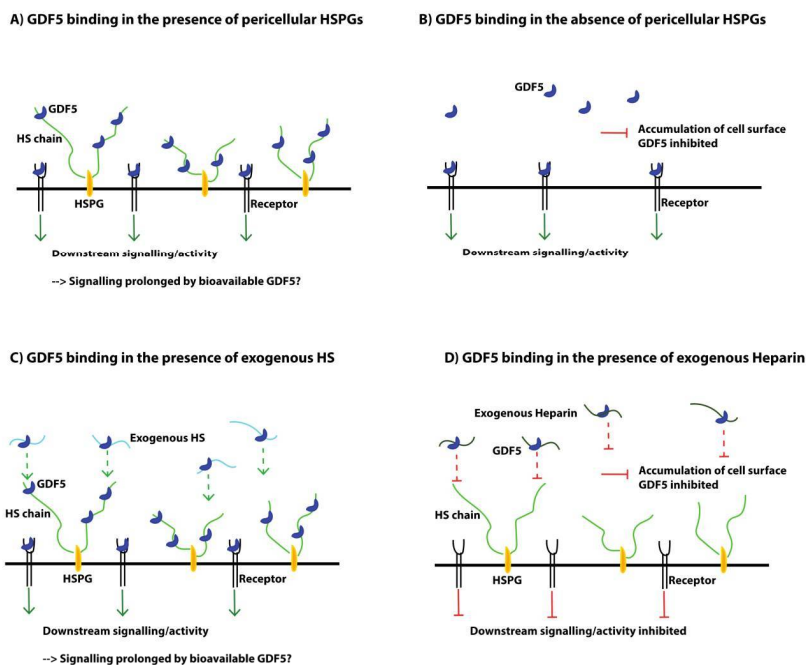 A) GDF5 binding in the presence of pericellular HSPGs
GDF5
HS chain
HSPG
Receptor
Downstream signalling/activity
--> Signalling prolonged by bioavailable GDF5?
B) GDF5 binding in the absence of pericellular HSPGs
GDF5
Accumulation of cell surface
GDF5 inhibited
Receptor
Downstream signalling/activity
C) GDF5 binding in the presence of exogenous HS
Exogenous HS
GDF5
HS chain
HSPG
Receptor
Downstream signalling/activity
--> Signalling prolonged by bioavailable GDF5?
D) GDF5 binding in the presence of exogenous Heparin
Exogenous Heparin
GDF5
Accumulation of cell surface
GDF5 inhibited
HS chain
HSPG
Receptor
Downstream signalling/activity inhibited